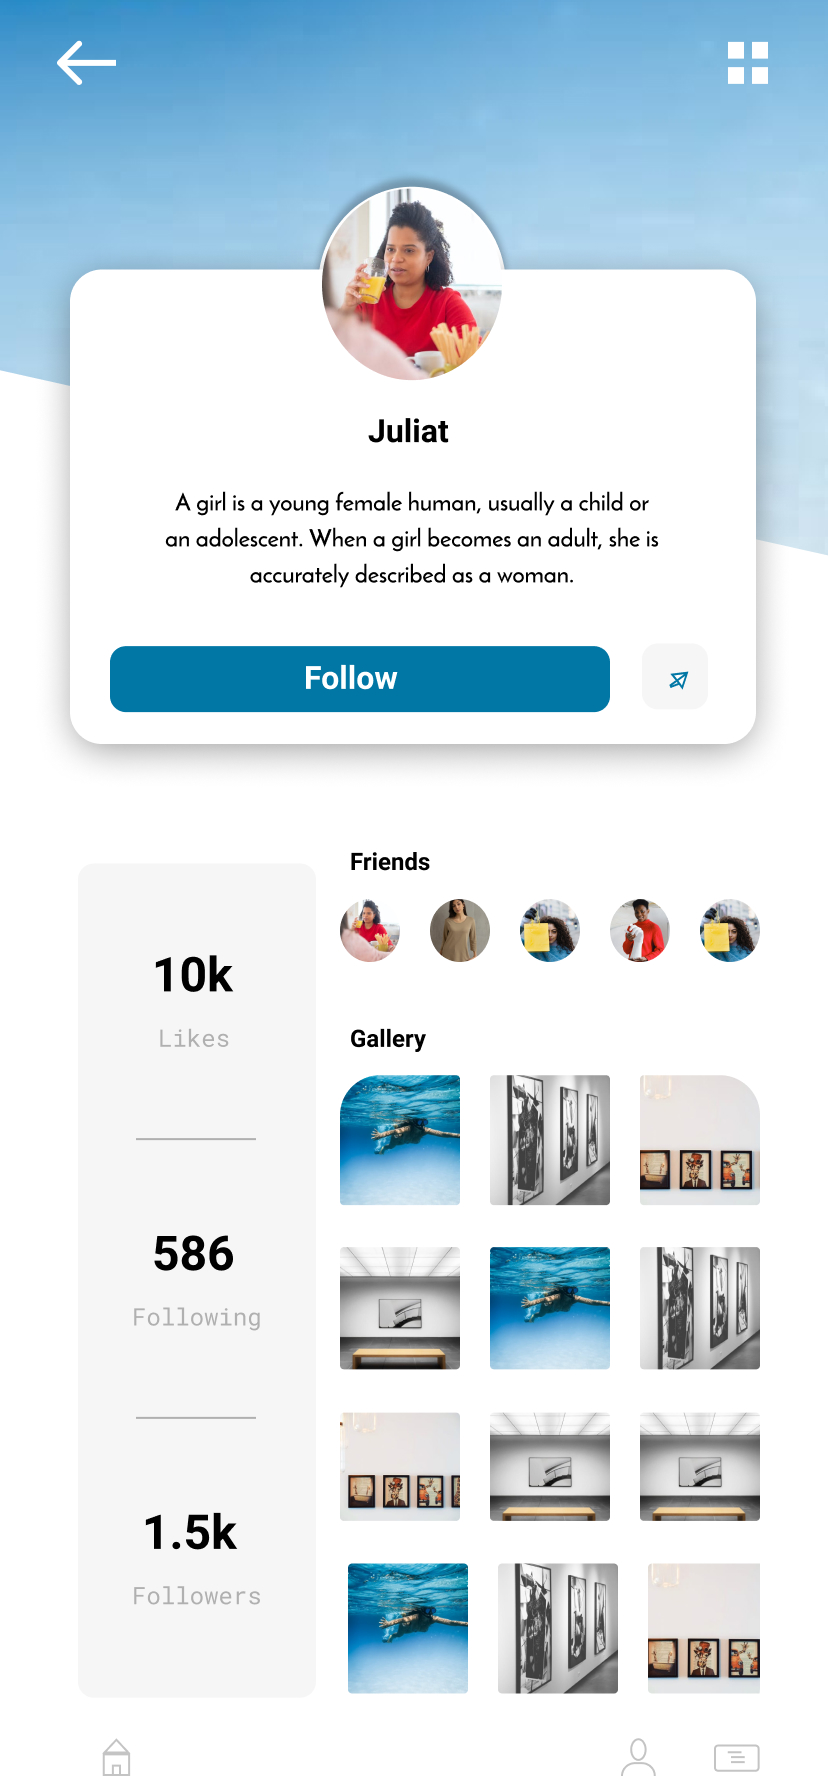 Juliat
A girl is a young female human, usually a child or
an adolescent. When a girl becomes an adult, she is
accurately described as a woman.
Follow
10k
Likes
586
Following
1.5k
Followers
Friends
Gallery